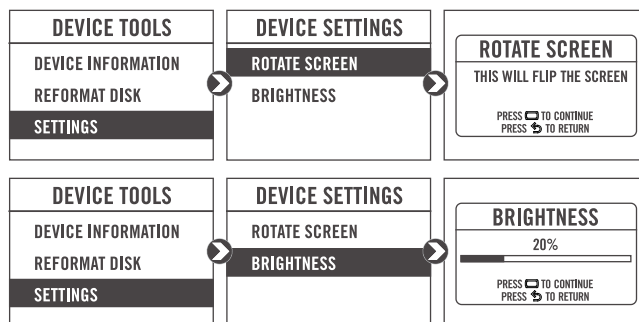 DEVICE TOOLS
DEVICE INFORMATION
REFORMAT DISK
SETTINGS
DEVICE SETTINGS
ROTATE SCREEN
BRIGHTNESS
ROTATE SCREEN
THIS WILL FLIP THE SCREEN
PRESS TO CONTINUE
PRESS TO RETURN
DEVICE TOOLS
DEVICE INFORMATION
REFORMAT DISK
SETTINGS
DEVICE SETTINGS
ROTATE SCREEN
BRIGHTNESS
BRIGHTNESS
20%
PRESS TO CONTINUE
PRESS TO RETURN